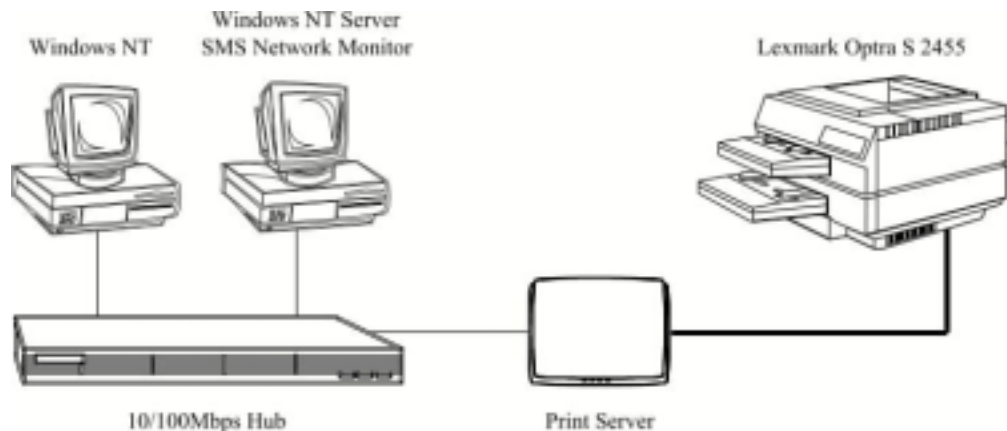 Windows NT
Windows NT Server
SMS Network Monitor
Lexmark Optra S 2455
10/100Mbps Hub
Print Server